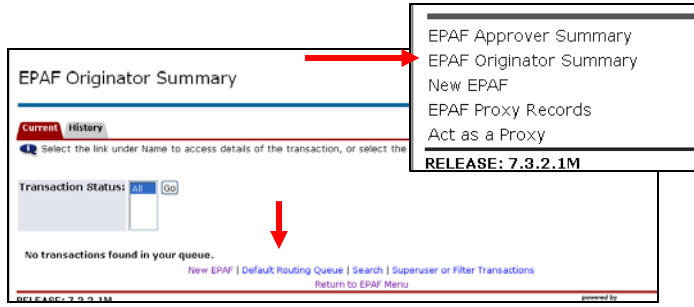 EPAF Approver Summary
EPAF Originator Summary
New EPAF
EPAF Proxy Records
Act as a Proxy
RELEASE: 7.3.2.1M
EPAF Originator Summary
Current History
Select the link under Name to access details of the transaction, or select the
Transaction Status: All Go
No transactions found in your queue.
New EPAF | Default Routing Queue | Search | Superuser or Filter Transactions
Return to EPAF Menu
RELEASE: 7.3.2.1M powered by